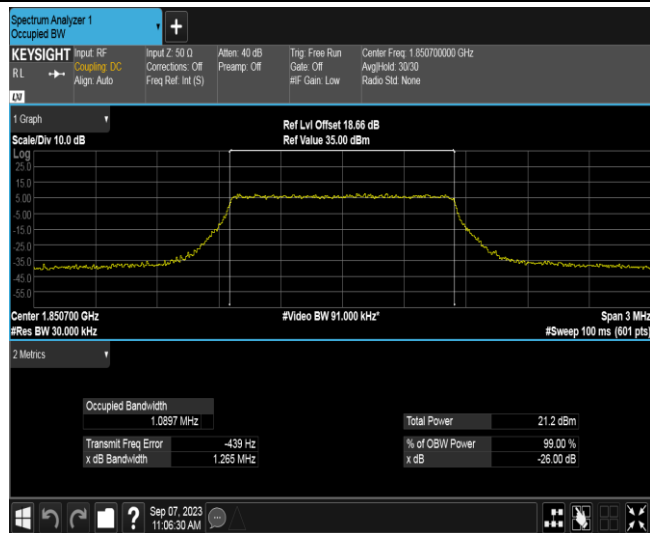 Spectrum Analyzer 1
Occupied BW
+
KEYSIGHT
RL
LXI
Input: RF
Coupling: DC
Align: Auto
Input Z: 50 Ω
Corrections: Off
Freq Ref: Int (S)
Atten: 40 dB
Preamp: Off
Trig: Free Run
Gate: Off
#IF Gain: Low
Center Freq: 1.850700000 GHz
Avg|Hold: 30/30
Radio Std: None
1 Graph
Scale/Div 10.0 dB
Ref Lvl Offset 18.66 dB
Ref Value 35.00 dBm
Log
25.0
15.0
5.00
-5.00
-15.0
-25.0
-35.0
-45.0
-55.0
Center 1.850700 GHz
#Video BW 91.000 kHz*
Span 3 MHz
#Res BW 30.000 kHz
#Sweep 100 ms (601 pts)
2 Metrics
Occupied Bandwidth
1.0897 MHz
Total Power 21.2 dBm
Transmit Freq Error -439 Hz
% of OBW Power 99.00 %
x dB Bandwidth 1.265 MHz
x dB -26.00 dB
?
Sep 07, 2023
11:06:30 AM